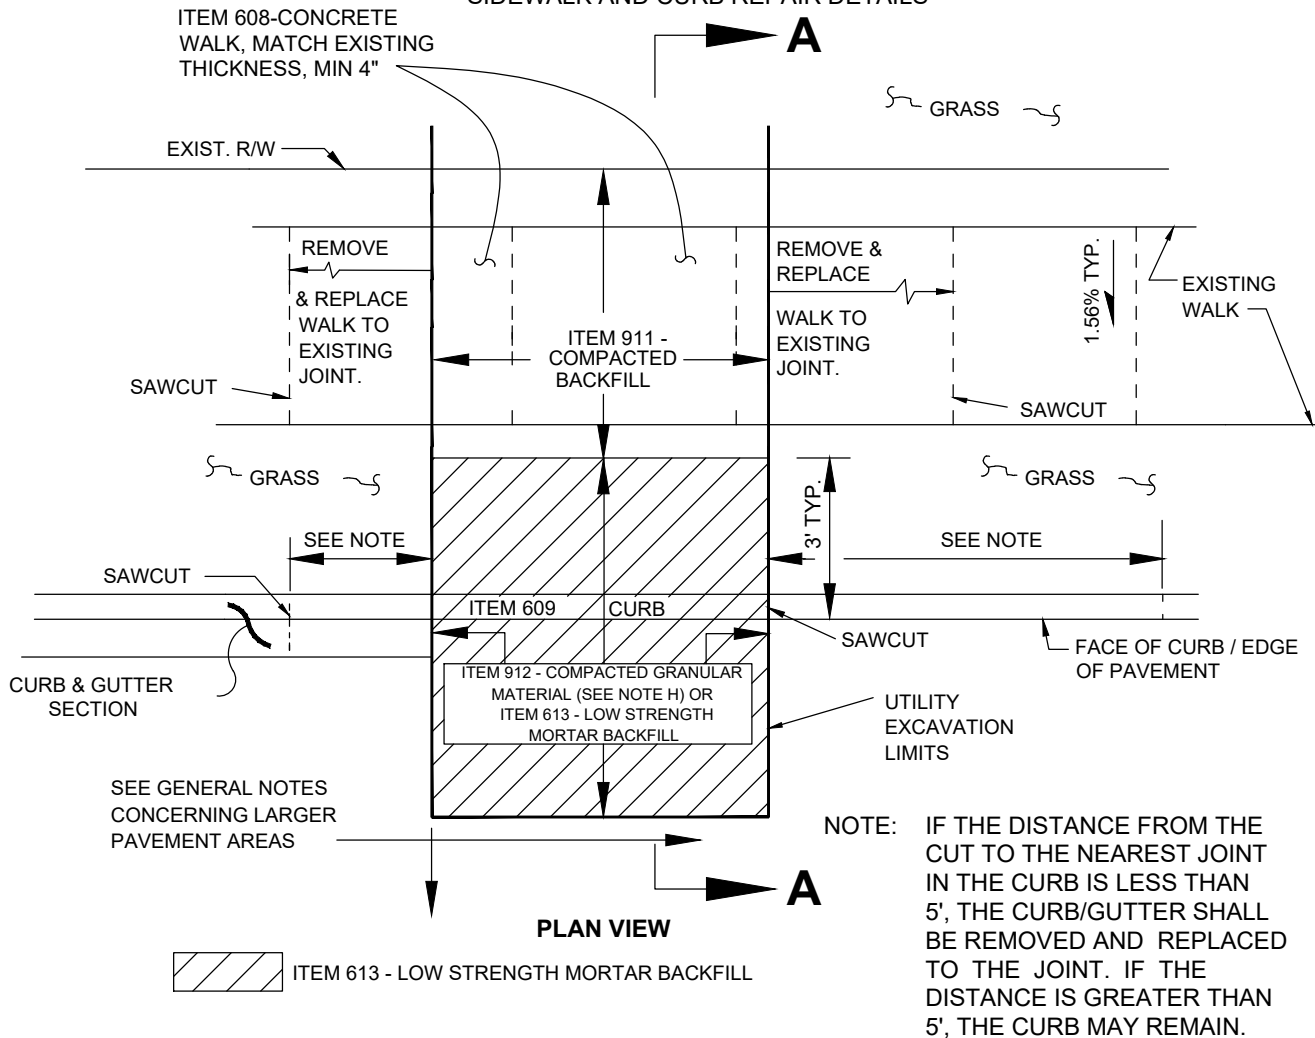 SIDEWALK AND CURB REPAIR DETAILS
ITEM 608-CONCRETE
WALK, MATCH EXISTING
THICKNESS, MIN 4"
A
GRASS
EXIST. R/W
REMOVE
& REPLACE
WALK TO
EXISTING
JOINT.
REMOVE &
REPLACE
WALK TO
EXISTING
JOINT.
1.56% TYP.
EXISTING
WALK
ITEM 911 -
COMPACTED
BACKFILL
SAWCUT
SAWCUT
GRASS
GRASS
3' TYP.
SEE NOTE
SEE NOTE
SAWCUT
ITEM 609 CURB
SAWCUT
FACE OF CURB / EDGE
OF PAVEMENT
CURB & GUTTER
SECTION
ITEM 912 - COMPACTED GRANULAR
MATERIAL (SEE NOTE H) OR
ITEM 613 - LOW STRENGTH
MORTAR BACKFILL
UTILITY
EXCAVATION
LIMITS
SEE GENERAL NOTES
CONCERNING LARGER
PAVEMENT AREAS
A
PLAN VIEW
ITEM 613 - LOW STRENGTH MORTAR BACKFILL
NOTE: IF THE DISTANCE FROM THE
CUT TO THE NEAREST JOINT
IN THE CURB IS LESS THAN
5', THE CURB/GUTTER SHALL
BE REMOVED AND REPLACED
TO THE JOINT. IF THE
DISTANCE IS GREATER THAN
5', THE CURB MAY REMAIN.